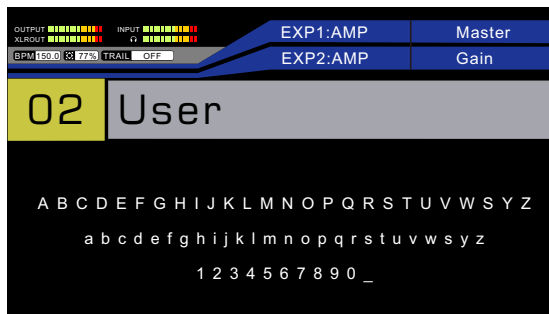 OUTPUT INPUT EXP1:AMP Master
XLROUT
BPM 150.0 77% TRAIL OFF EXP2:AMP Gain
02 User
A B C D E F G H I J K L M N O P Q R S T U V W S Y Z
a b c d e f g h i j k l m n o p q r s t u v w s y z
1 2 3 4 5 6 7 8 9 0 _